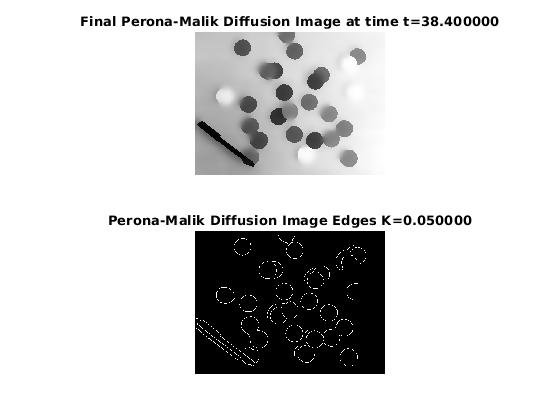 Final Perona-Malik Diffusion Image at time t=38.400000
Perona-Malik Diffusion Image Edges K=0.050000